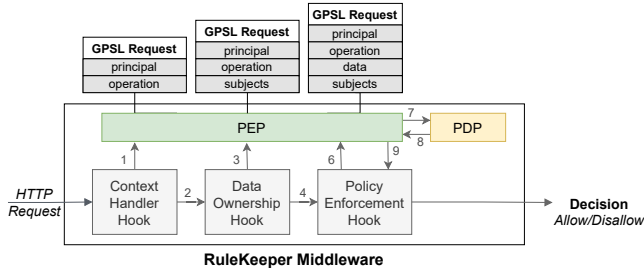 GPSL Request
principal
operation
GPSL Request
principal
operation
subjects
GPSL Request
principal
operation
data
subjects
PEP
PDP
7
8
1
3
6
9
HTTP
Request
Context
Handler
Hook
2
Data
Ownership
Hook
4
Policy
Enforcement
Hook
Decision
Allow/Disallow
RuleKeeper Middleware